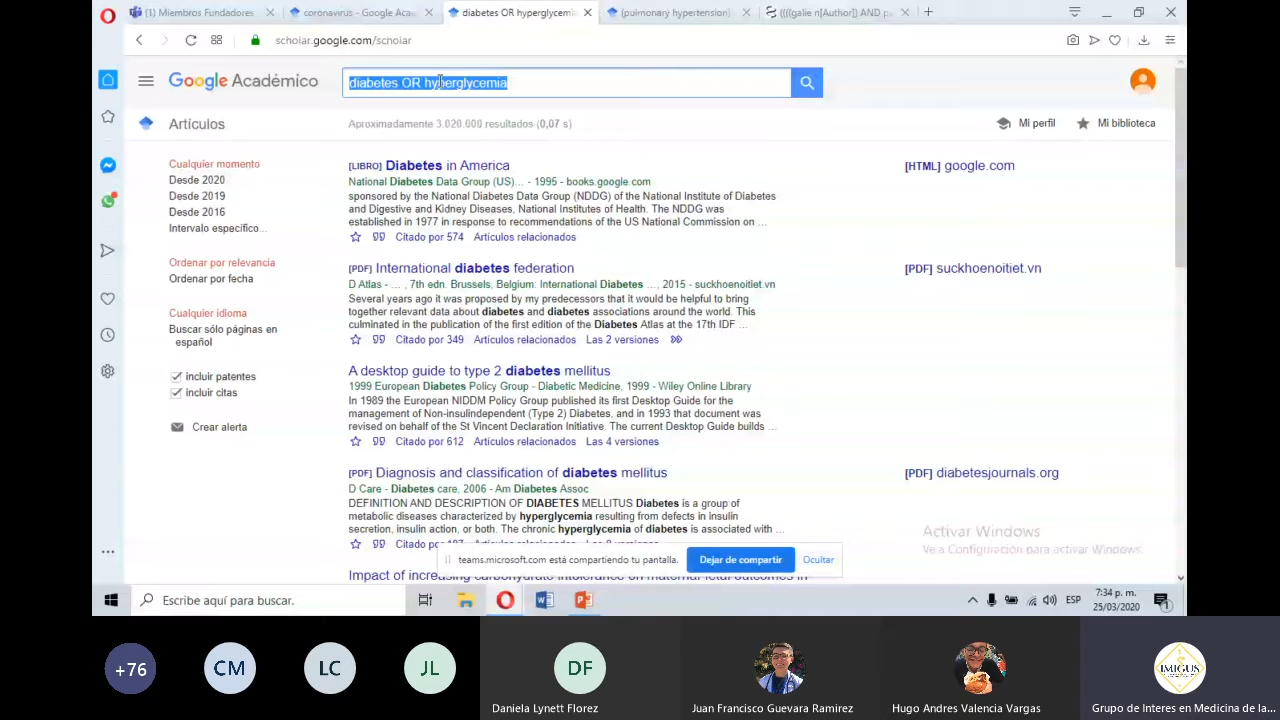 (1) Miembros Fundadores
coronavirus - Google Aca
diabetes OR hyperglycemia
(pulmonary hypertension)
((((galie n[Author]) AND p
scholar.google.com/scholar
Google Académico
diabetes OR hyperglycemia
Artículos
Aproximadamente 3.020.000 resultados (0,07 s)
Mi perfil
Mi biblioteca
Cualquier momento
Desde 2020
Desde 2019
Desde 2016
Intervalo específico...
Ordenar por relevancia
Ordenar por fecha
Cualquier idioma
Buscar sólo páginas en
español
incluir patentes
incluir citas
Crear alerta
[LIBRO] Diabetes in America
[HTML] google.com
National Diabetes Data Group (US)... - 1995 - books.google.com
sponsored by the National Diabetes Data Group (NDDG) of the National Institute of Diabetes
and Digestive and Kidney Diseases, National Institutes of Health. The NDDG was
established in 1977 in response to recommendations of the US National Commission on ...
Citado por 574 Artículos relacionados
[PDF] International diabetes federation
[PDF] suckhoenoitiet.vn
D Atlas - ... , 7th edn. Brussels, Belgium: International Diabetes ..., 2015 - suckhoenoitiet.vn
Several years ago it was proposed by my predecessors that it would be helpful to bring
together relevant data about diabetes and diabetes associations around the world. This
culminated in the publication of the first edition of the Diabetes Atlas at the 17th IDF ...
Citado por 349 Artículos relacionados Las 2 versiones
A desktop guide to type 2 diabetes mellitus
1999 European Diabetes Policy Group - Diabetic Medicine, 1999 - Wiley Online Library
In 1989 the European NIDDM Policy Group published its first Desktop Guide for the
management of Non-insulindependent (Type 2) Diabetes, and in 1993 that document was
revised on behalf of the St Vincent Declaration Initiative. The current Desktop Guide builds ...
Citado por 612 Artículos relacionados Las 4 versiones
[PDF] Diagnosis and classification of diabetes mellitus
[PDF] diabetesjournals.org
D Care - Diabetes care, 2006 - Am Diabetes Assoc
DEFINITION AND DESCRIPTION OF DIABETES MELLITUS Diabetes is a group of
metabolic diseases characterized by hyperglycemia resulting from defects in insulin
secretion, insulin action, or both. The chronic hyperglycemia of diabetes is associated with ...
Activar Windows
Ve a Configuración para activar Windows.
teams.microsoft.com está compartiendo tu pantalla.
Dejar de compartir
Ocultar
Impact of increasing carbohydrate intolerance on maternal-fetal outcomes in
Escribe aquí para buscar.
ESP
7:34 p. m.
25/03/2020
+76
CM
LC
JL
DF
IMIGUS
Daniela Lynett Florez
Juan Francisco Guevara Ramirez
Hugo Andres Valencia Vargas
Grupo de Interes en Medicina de la...